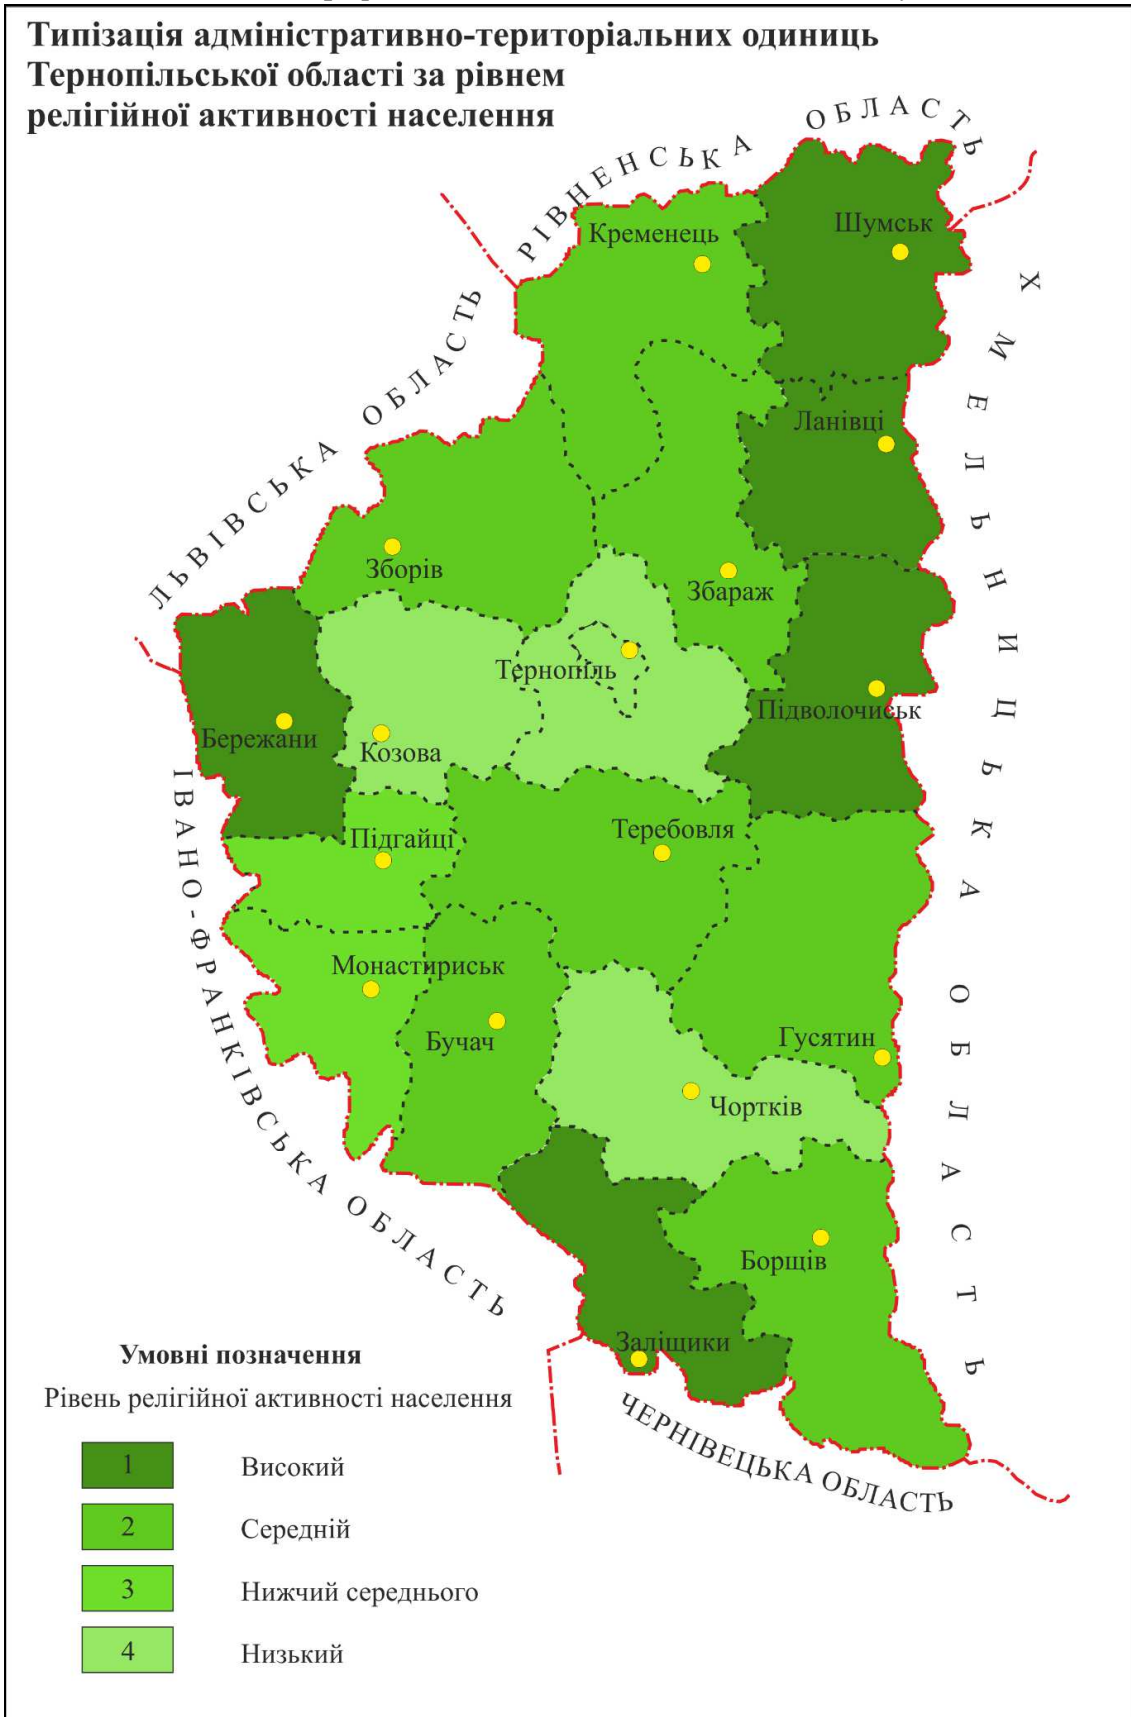 Типізація адміністративно-територіальних одиниць
Тернопільської області за рівнем
релігійної активності населення
РІВНЕНСЬКА ОБЛАСТЬ
ЛЬВІВСЬКА ОБЛАСТЬ
ХМЕЛЬНИЦЬКА ОБЛАСТЬ
Шумськ
Кременець
Ланівці
Зборів
Збараж
Тернопіль
Підволочиськ
Бережани
Козова
Теребовля
Підгайці
Монастириськ
Бучач
Гусятин
Чортків
Борщів
Заліщики
ІВАНО-ФРАНКІВСЬКА ОБЛАСТЬ
ЧЕРНІВЕЦЬКА ОБЛАСТЬ
Умовні позначення
Рівень релігійної активності населення
1 Високий
2 Середній
3 Нижчий середнього
4 Низький